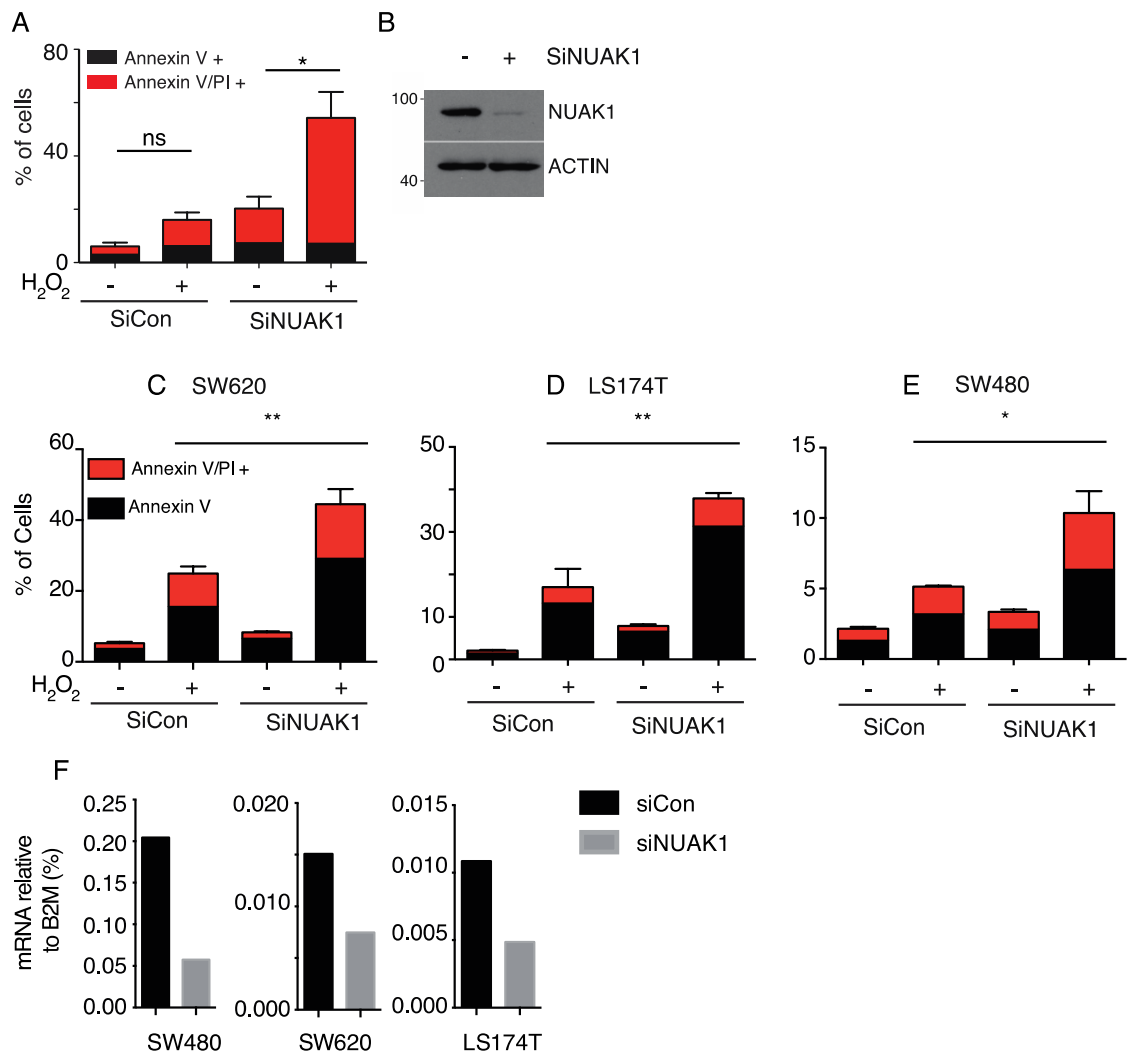 A
80
Annexin V +
Annexin V/PI +
*
ns
40
0
% of cells
H2O2
- + - +
SiCon SiNUAK1
B
- + SiNUAK1
100
NUAK1
ACTIN
40
C SW620
**
60
Annexin V/PI +
Annexin V
40
20
0
% of Cells
H2O2
- + - +
SiCon SiNUAK1
D LS174T
**
50
30
10
0
- + - +
SiCon SiNUAK1
E SW480
*
15
10
5
0
- + - +
SiCon SiNUAK1
F
mRNA relative
to B2M (%)
0.25
0.20
0.15
0.10
0.05
0.00
SW480
0.020
0.010
0.000
SW620
0.015
0.010
0.005
0.000
LS174T
siCon
siNUAK1